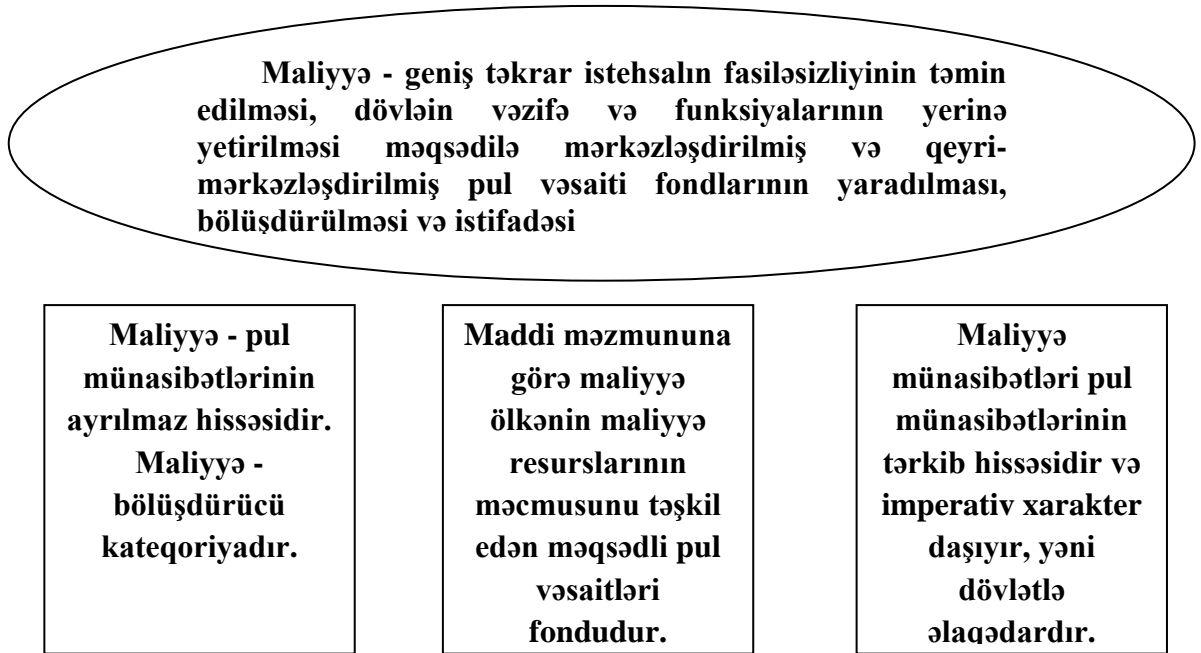 Maliyyə - geniş təkrar istehsalın fasiləsizliyinin təmin
edilməsi, dövləin vəzifə və funksiyalarının yerinə
yetirilməsi məqsədilə mərkəzləşdirilmiş və qeyri-
mərkəzləşdirilmiş pul vəsaiti fondlarının yaradılması,
bölüşdürülməsi və istifadəsi
Maliyyə - pul
münasibətlərinin
ayrılmaz hissəsidir.
Maliyyə -
bölüşdürücü
kateqoriyadır.
Maddi məzmununa
görə maliyyə
ölkənin maliyyə
resurslarının
məcmusunu təşkil
edən məqsədli pul
vəsaitləri
fondudur.
Maliyyə
münasibətləri pul
münasibətlərinin
tərkib hissəsidir və
imperativ xarakter
daşıyır, yəni
dövlətlə
əlaqədardır.